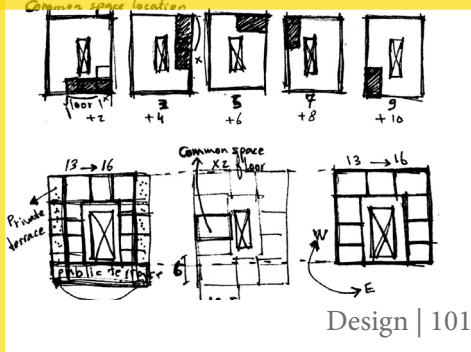 Common space location
floor 1 x 3 x 5 7 9
+2 +4 +6 +8 +10
13 → 16 Common space 13 → 16
x2 floor
Private
terrace
W
public terrace 6
E
Design | 101